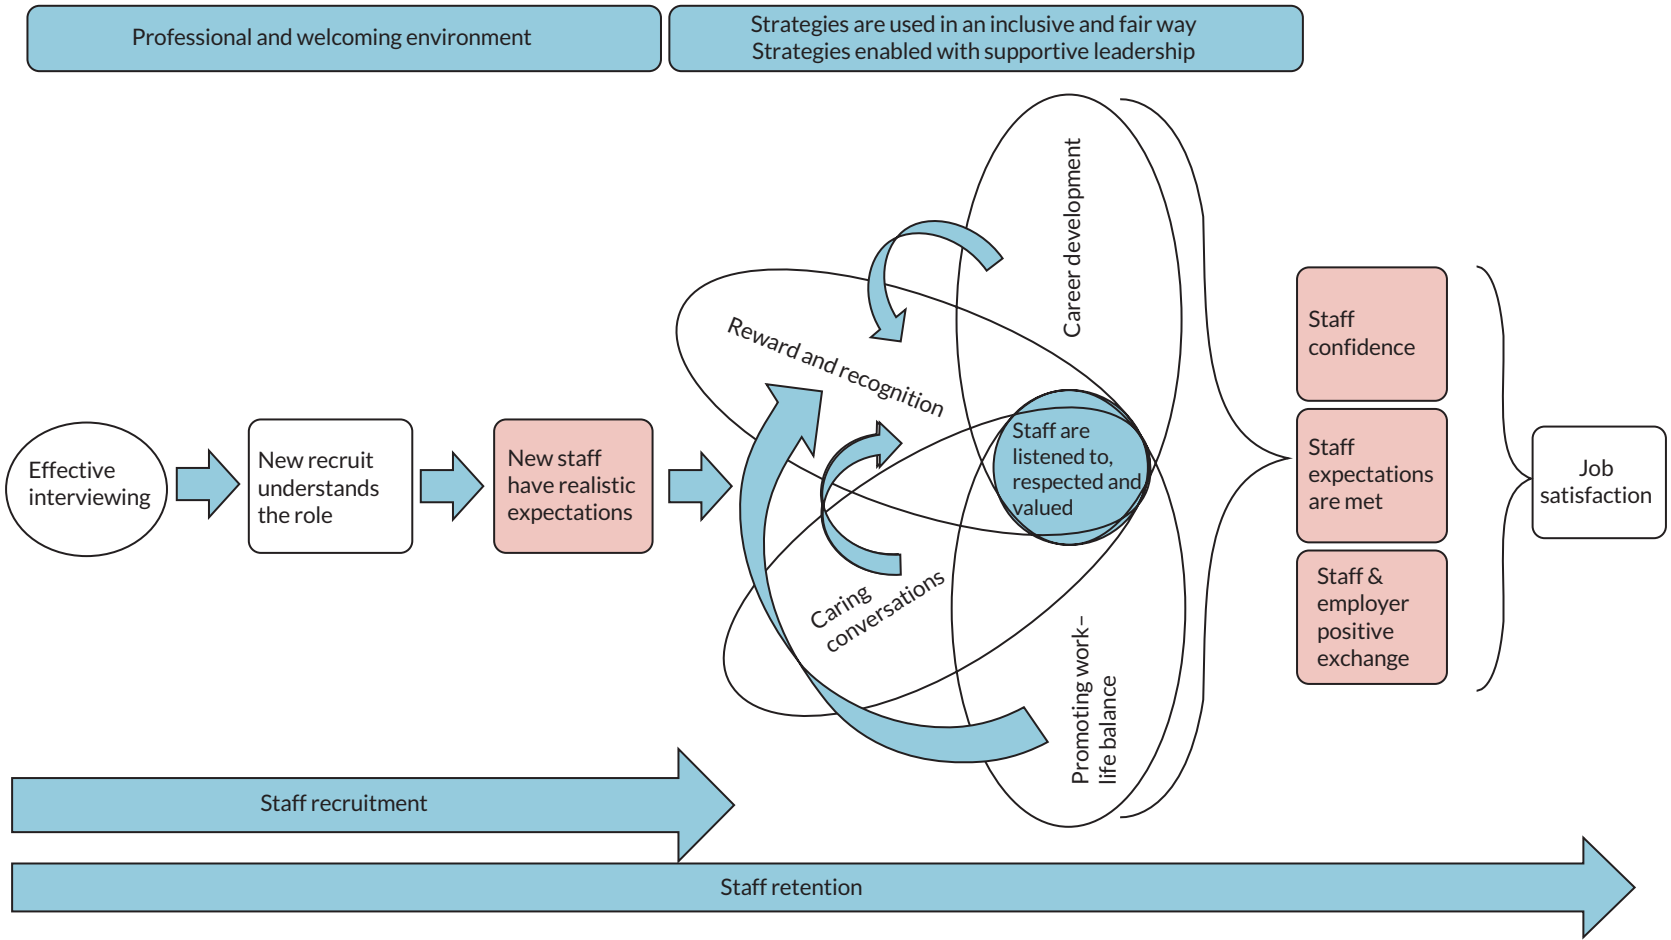 Professional and welcoming environment
Strategies are used in an inclusive and fair way
Strategies enabled with supportive leadership
Effective
interviewing
New recruit
understands
the role
New staff
have realistic
expectations
Reward and recognition
Career development
Staff are
listened to,
respected and
valued
Caring
conversations
Promoting work–
life balance
Staff
confidence
Staff
expectations
are met
Staff &
employer
positive
exchange
Job
satisfaction
Staff recruitment
Staff retention